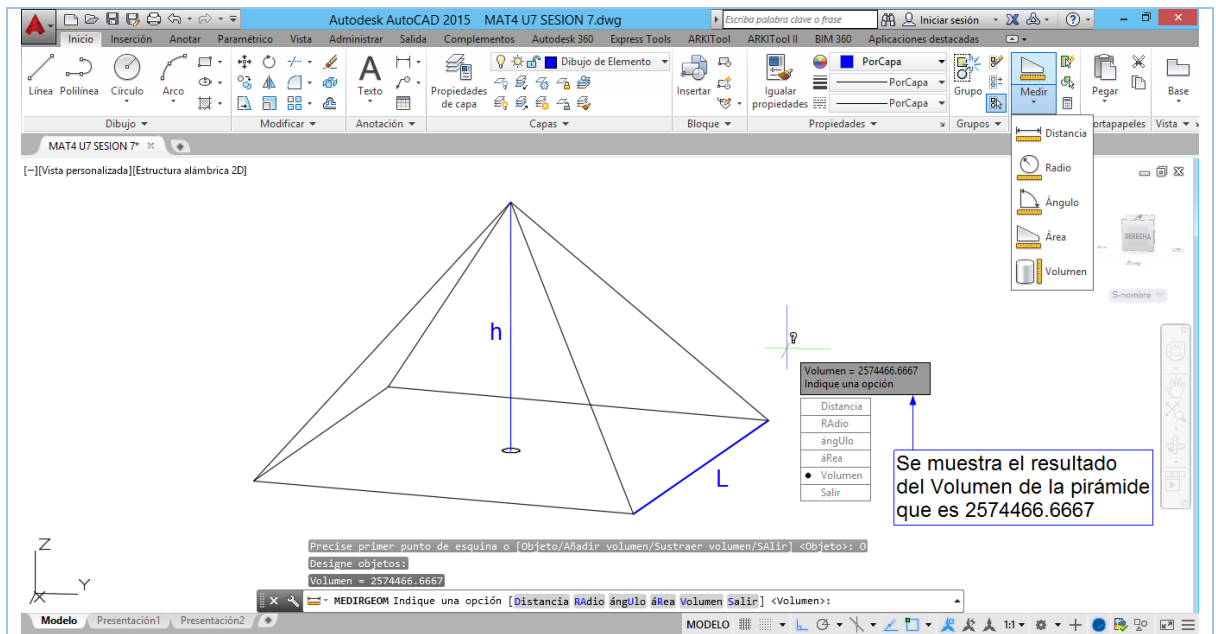 Autodesk AutoCAD 2015 MAT4 U7 SESION 7.dwg
Escriba palabra clave o frase
Iniciar sesión
Inicio Inserción Anotar Paramétrico Vista Administrar Salida Complementos Autodesk 360 Express Tools ARKITool ARKITool II BIM 360 Aplicaciones destacadas
Línea Polilínea Círculo Arco
Texto
Propiedades de capa
Dibujo de Elemento
Insertar
Igualar propiedades
PorCapa
PorCapa
PorCapa
Grupo
Medir
Pegar
Base
Dibujo Modificar Anotación Capas Bloque Propiedades Grupos ortapapeles Vista
MAT4 U7 SESION 7*
Distancia
Radio
Ángulo
Área
Volumen
[−][Vista personalizada][Estructura alámbrica 2D]
DERECHA
S-nombre
h
L
Volumen = 2574466.6667
Indique una opción
Distancia
RAdio
ángUlo
áRea
Volumen
Salir
Se muestra el resultado
del Volumen de la pirámide
que es 2574466.6667
Z
Y
X
Precise primer punto de esquina o [Objeto/Añadir volumen/Sustraer volumen/SAlir] <Objeto>: O
Designe objetos:
Volumen = 2574466.6667
MEDIRGEOM Indique una opción [Distancia RAdio ángUlo áRea Volumen Salir] <Volumen>:
Modelo Presentación1 Presentación2
MODELO
1:1